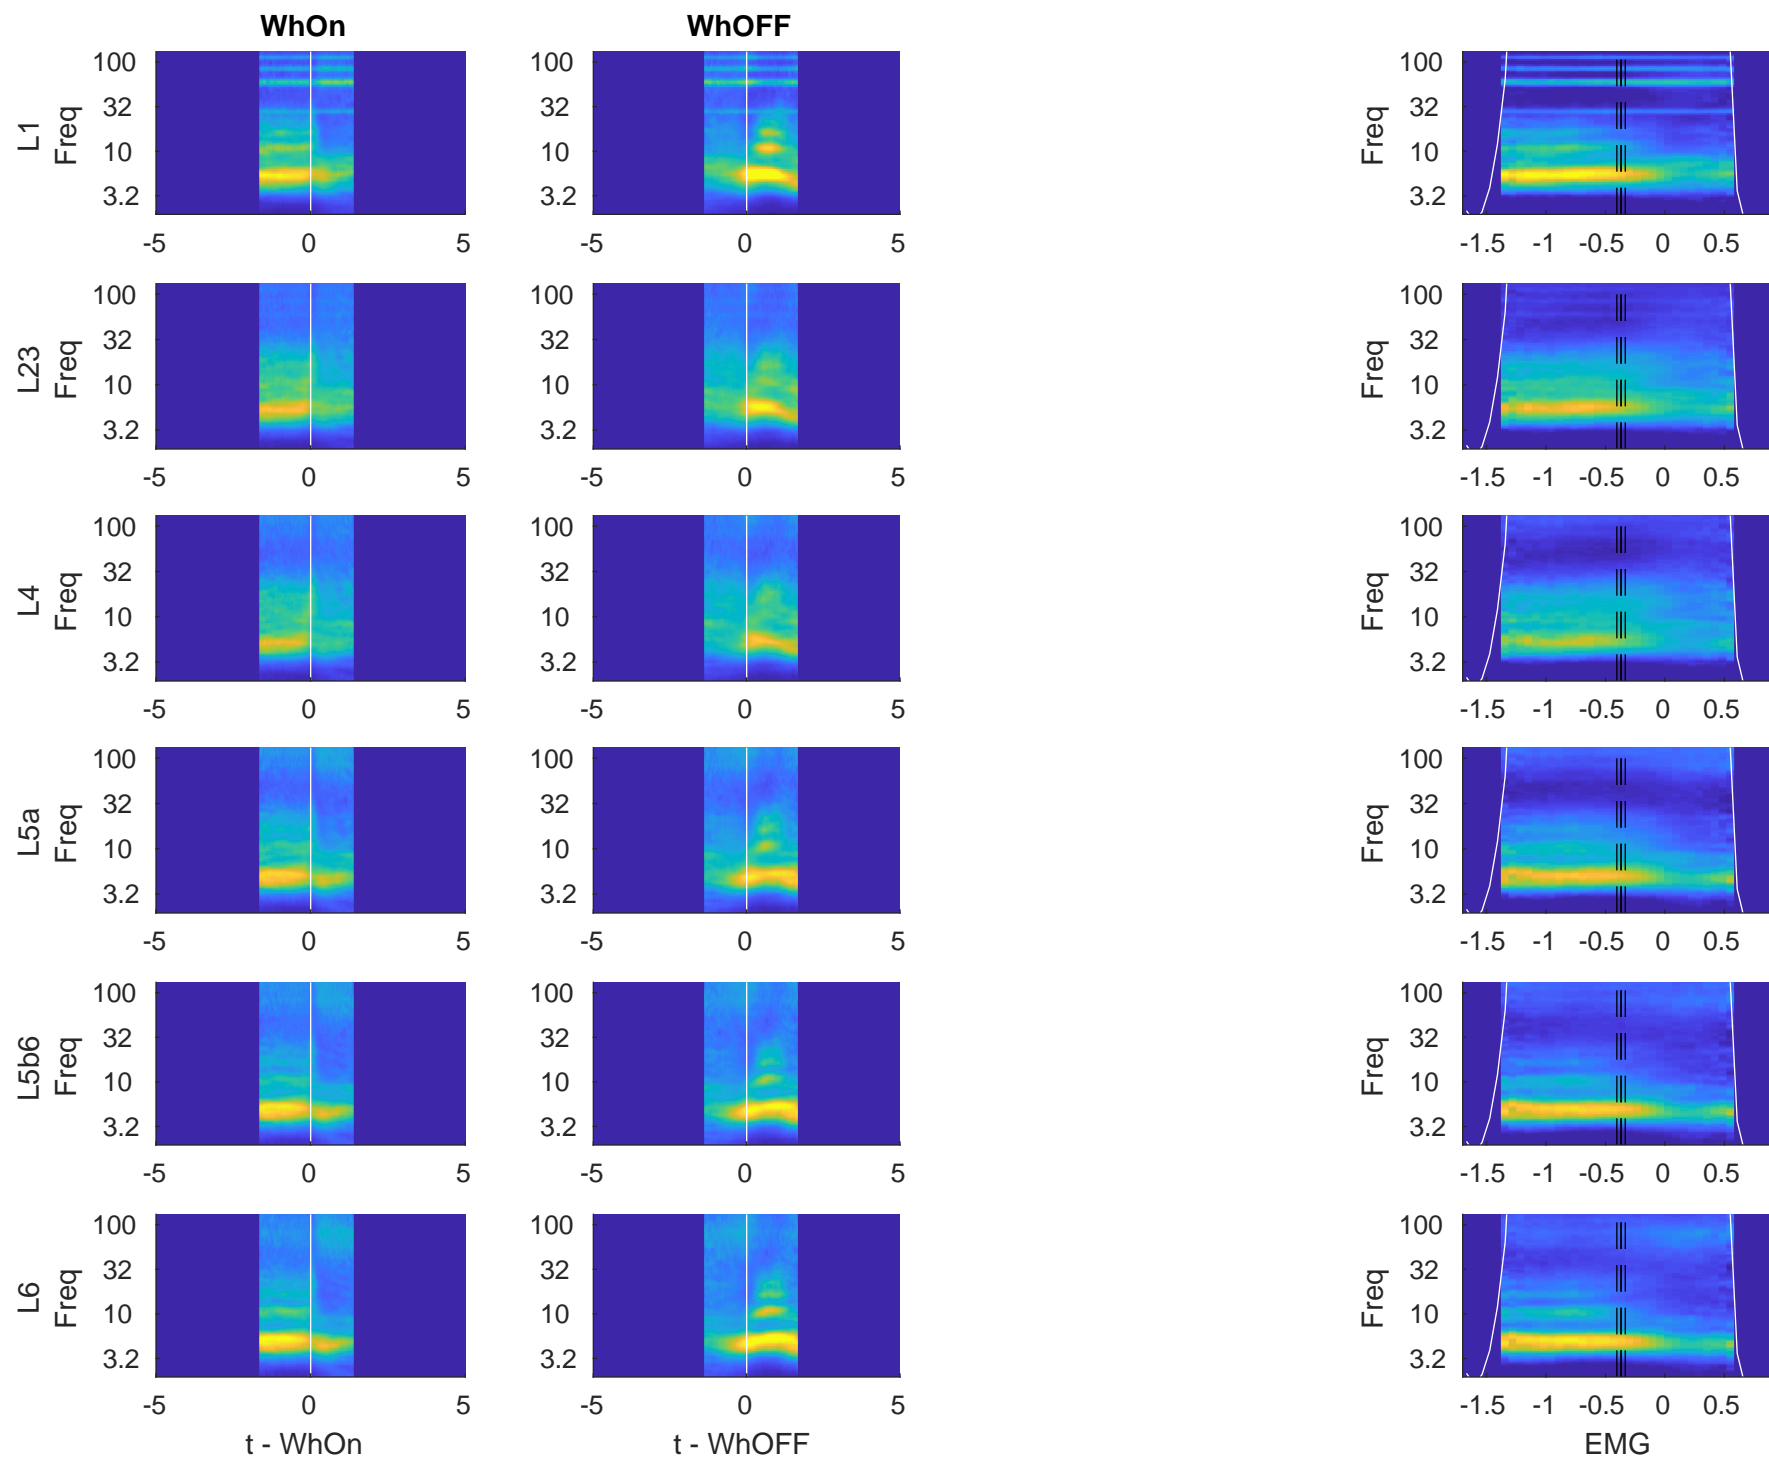 WhOn WhOFF
L1 Freq 100 32 10 3.2 -5 0 5
100 32 10 3.2 -5 0 5
Freq 100 32 10 3.2 -1.5 -1 -0.5 0 0.5
L23 Freq 100 32 10 3.2 -5 0 5
100 32 10 3.2 -5 0 5
Freq 100 32 10 3.2 -1.5 -1 -0.5 0 0.5
L4 Freq 100 32 10 3.2 -5 0 5
100 32 10 3.2 -5 0 5
Freq 100 32 10 3.2 -1.5 -1 -0.5 0 0.5
L5a Freq 100 32 10 3.2 -5 0 5
100 32 10 3.2 -5 0 5
Freq 100 32 10 3.2 -1.5 -1 -0.5 0 0.5
L5b6 Freq 100 32 10 3.2 -5 0 5
100 32 10 3.2 -5 0 5
Freq 100 32 10 3.2 -1.5 -1 -0.5 0 0.5
L6 Freq 100 32 10 3.2 -5 0 5
100 32 10 3.2 -5 0 5
Freq 100 32 10 3.2 -1.5 -1 -0.5 0 0.5
t - WhOn t - WhOFF EMG